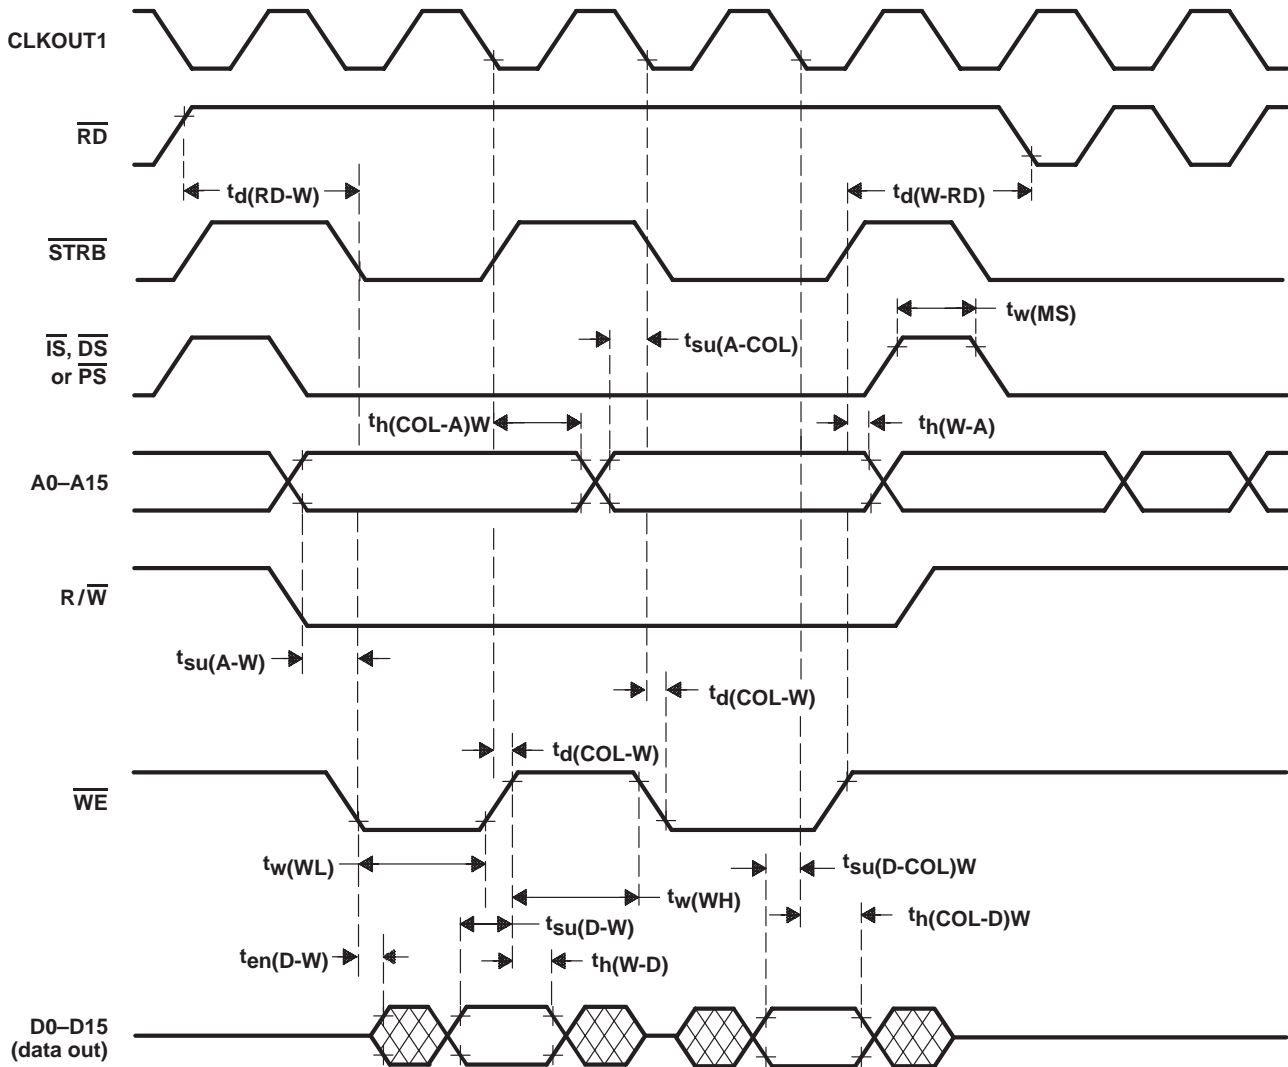 CLKOUT1
RD
td(RD-W)
td(W-RD)
STRB
tw(MS)
IS, DS
or PS
tsu(A-COL)
th(COL-A)W
th(W-A)
A0–A15
R/W
tsu(A-W)
td(COL-W)
td(COL-W)
WE
tw(WL)
tsu(D-COL)W
tw(WH)
th(COL-D)W
tsu(D-W)
ten(D-W)
th(W-D)
D0–D15
(data out)